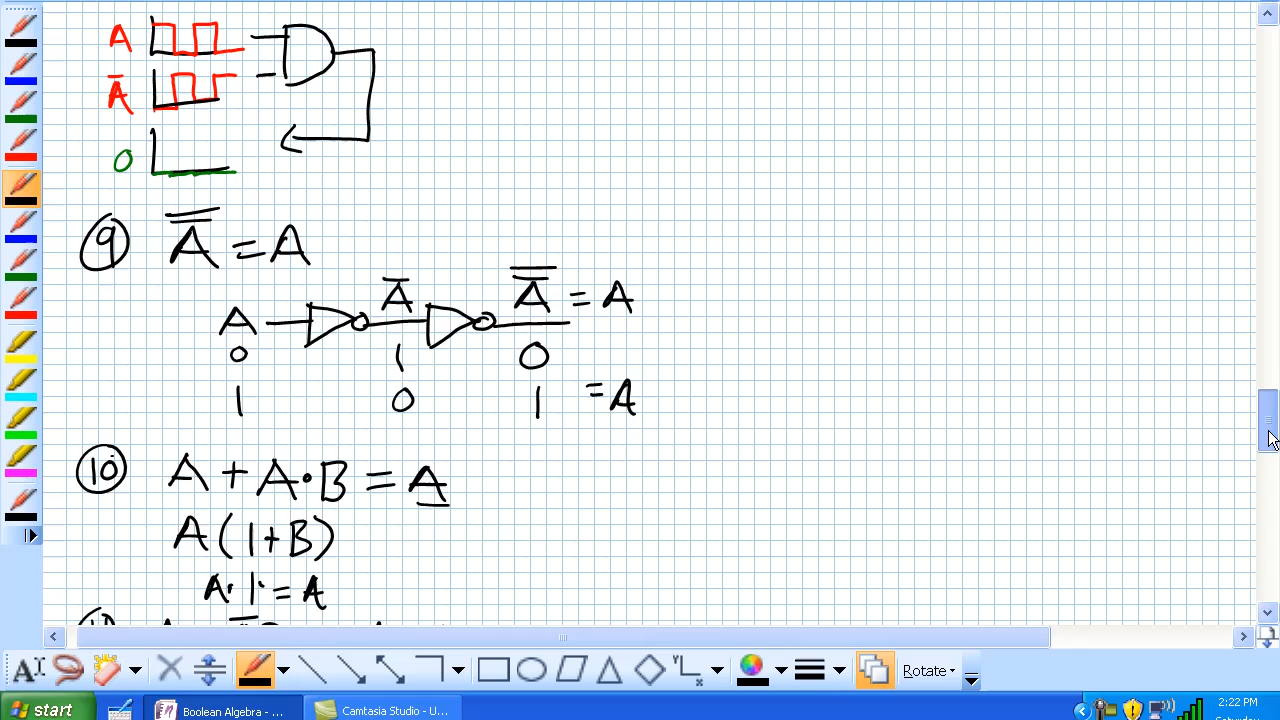 A
A̅
0
⑨ A̿ = A
A A̅ A̿ = A
0 1 0
1 0 1 = A
⑩ A + A·B = A
A(1+B)
A·1 = A
Rotate
start
Boolean Algebra - ...
Camtasia Studio - U...
2:22 PM
Saturday